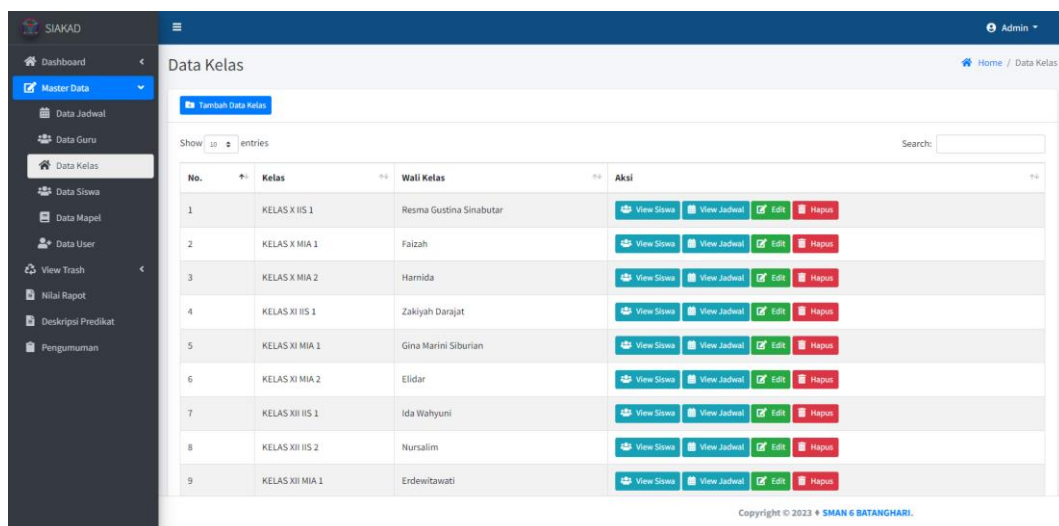 SIAKAD
Admin
Dashboard
Master Data
Data Jadwal
Data Guru
Data Kelas
Data Siswa
Data Mapel
Data User
View Trash
Nilai Rapot
Deskripsi Predikat
Pengumuman
Data Kelas
Home / Data Kelas
Tambah Data Kelas
Show 10 entries
Search:
No. Kelas Wali Kelas Aksi
1 KELAS X IIS 1 Resma Gustina Sinabutar View Siswa View Jadwal Edit Hapus
2 KELAS X MIA 1 Faizah View Siswa View Jadwal Edit Hapus
3 KELAS X MIA 2 Harnida View Siswa View Jadwal Edit Hapus
4 KELAS XI IIS 1 Zakiyah Darajat View Siswa View Jadwal Edit Hapus
5 KELAS XI MIA 1 Gina Marini Siburian View Siswa View Jadwal Edit Hapus
6 KELAS XI MIA 2 Elidar View Siswa View Jadwal Edit Hapus
7 KELAS XII IIS 1 Ida Wahyuni View Siswa View Jadwal Edit Hapus
8 KELAS XII IIS 2 Nursalim View Siswa View Jadwal Edit Hapus
9 KELAS XII MIA 1 Erdewitawati View Siswa View Jadwal Edit Hapus
Copyright © 2023 ♦ SMAN 6 BATANGHARI.